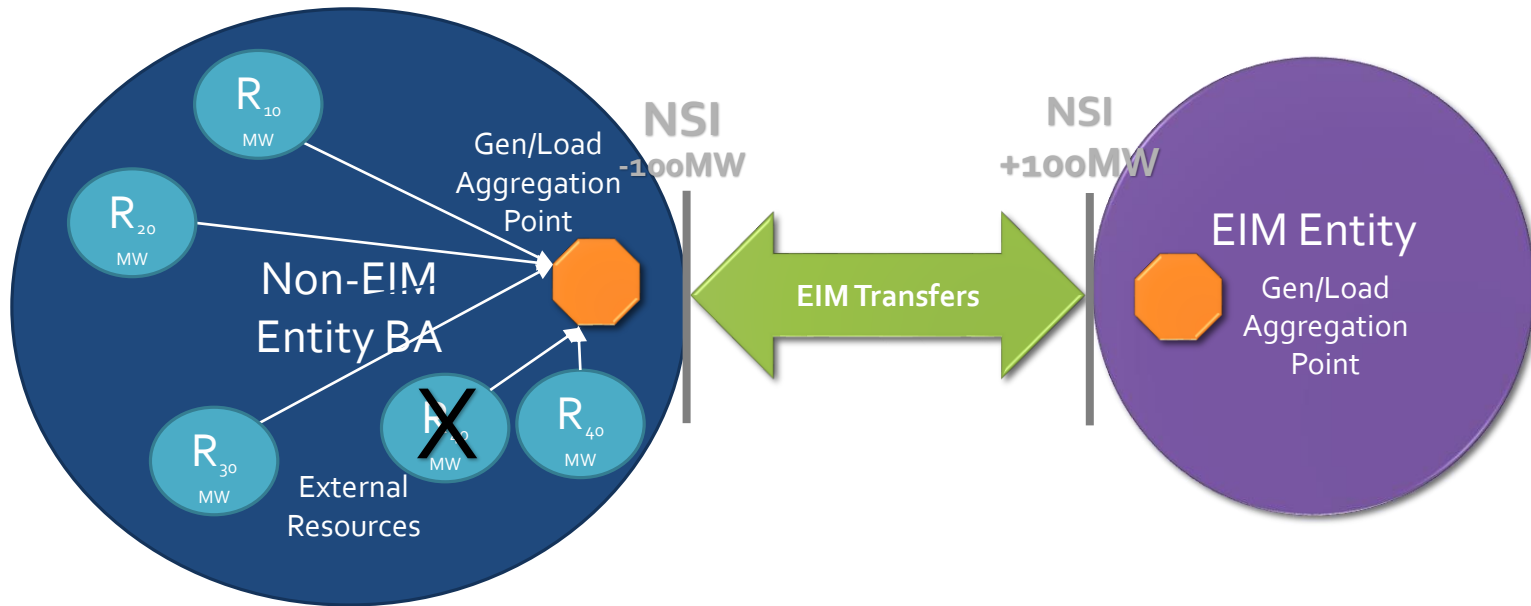 R10
MW
R20
MW
Non-EIM
Entity BA
R30
MW
External
Resources
X
MW
R40
MW
Gen/Load
Aggregation
Point
NSI
-100MW
EIM Transfers
NSI
+100MW
EIM Entity
Gen/Load
Aggregation
Point